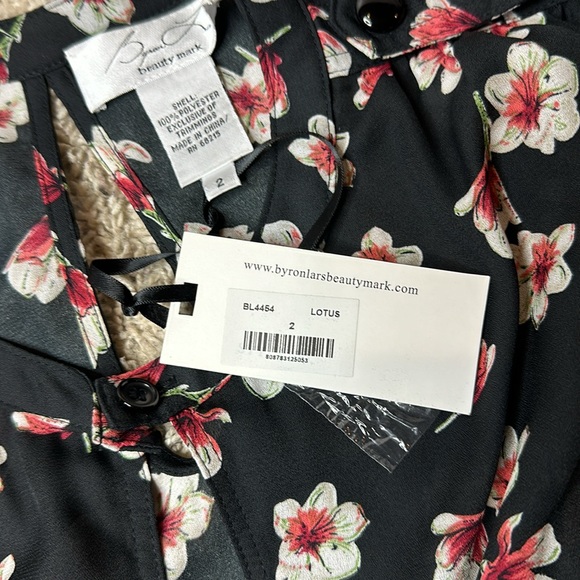 Byron Lars
beauty mark
SHELL:
100% POLYESTER
EXCLUSIVE OF
TRIMMINGS
MADE IN CHINA/
RN 68215
2
www.byronlarsbeautymark.com
BL4454 LOTUS
2
808783125053